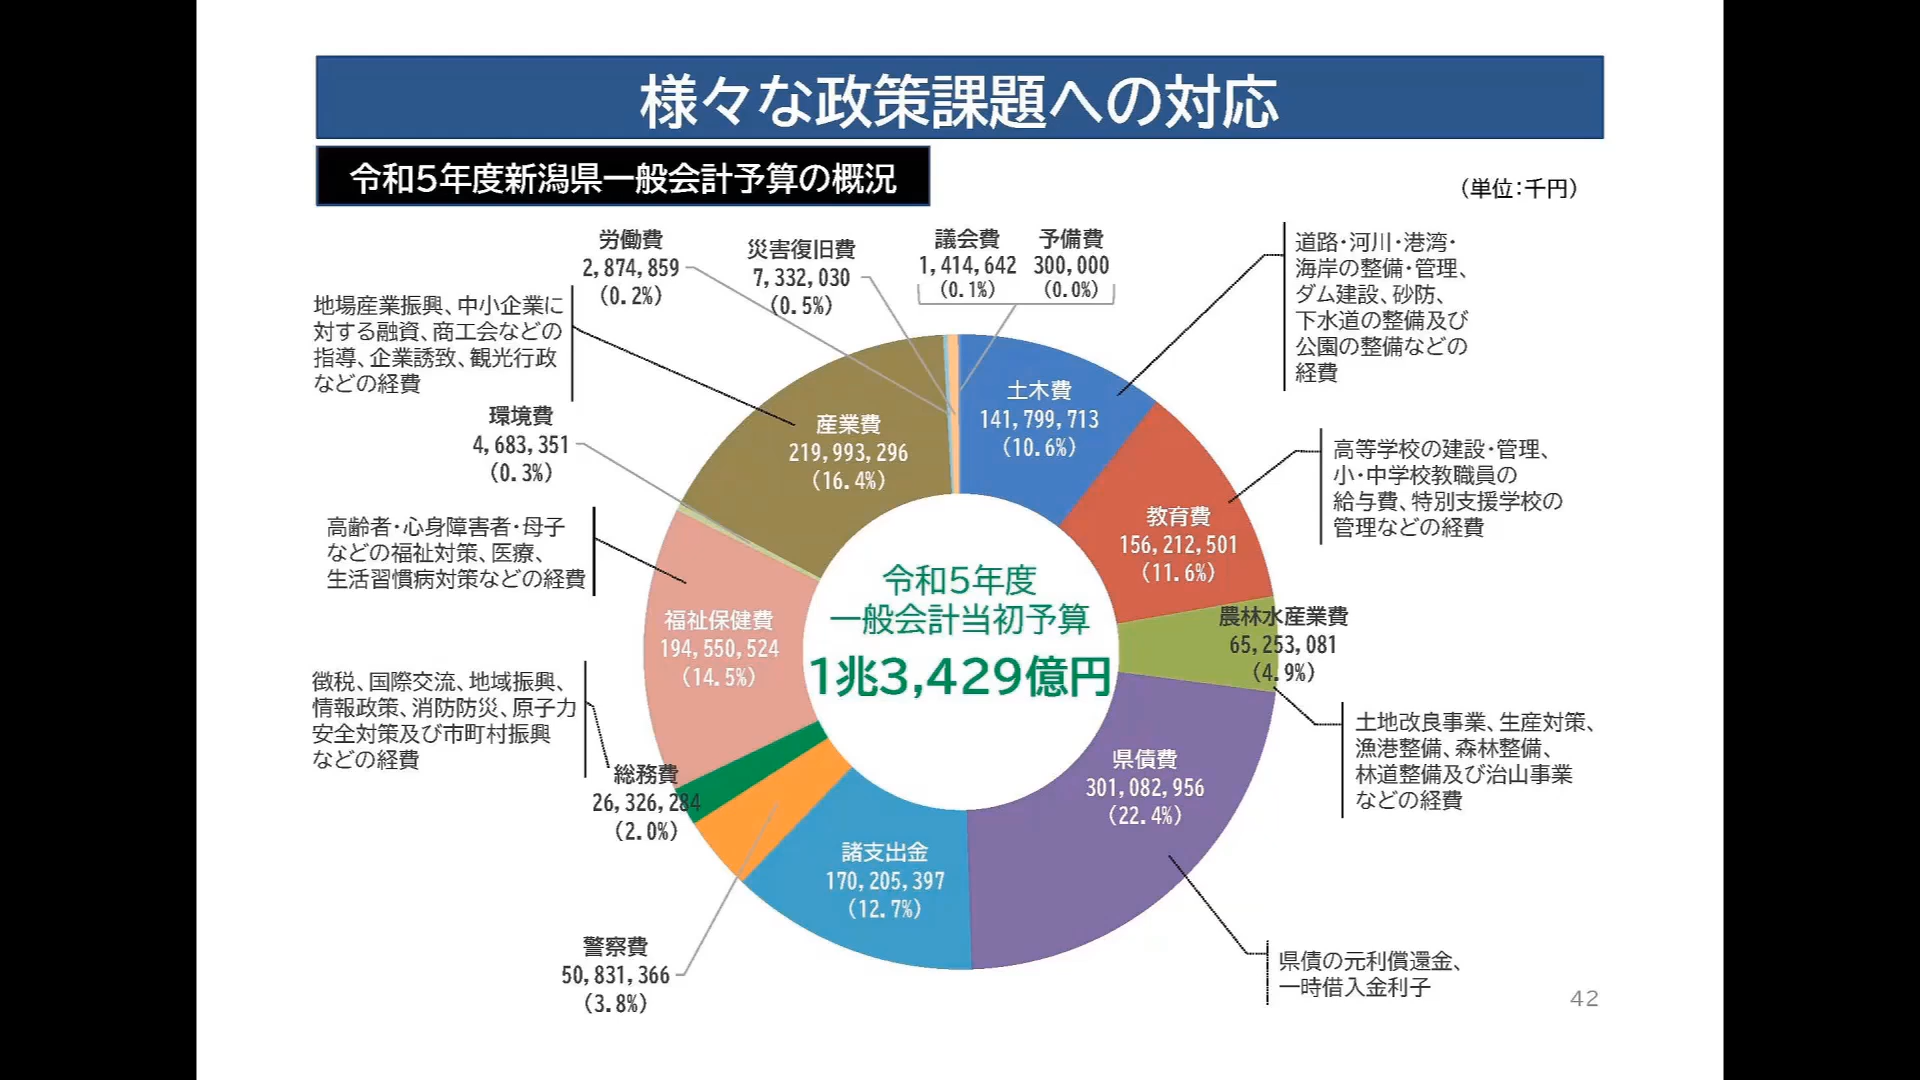 様々な政策課題への対応
令和5年度新潟県一般会計予算の概況
（単位：千円）
労働費
2,874,859
(0.2%)
災害復旧費
7,332,030
(0.5%)
議会費
1,414,642
(0.1%)
予備費
300,000
(0.0%)
道路・河川・港湾・
海岸の整備・管理、
ダム建設、砂防、
下水道の整備及び
公園の整備などの
経費
地場産業振興、中小企業に
対する融資、商工会などの
指導、企業誘致、観光行政
などの経費
土木費
141,799,713
(10.6%)
産業費
219,993,296
(16.4%)
環境費
4,683,351
(0.3%)
高等学校の建設・管理、
小・中学校教職員の
給与費、特別支援学校の
管理などの経費
教育費
156,212,501
(11.6%)
高齢者・心身障害者・母子
などの福祉対策、医療、
生活習慣病対策などの経費
令和5年度
一般会計当初予算
1兆3,429億円
福祉保健費
194,550,524
(14.5%)
農林水産業費
65,253,081
(4.9%)
徴税、国際交流、地域振興、
情報政策、消防防災、原子力
安全対策及び市町村振興
などの経費
土地改良事業、生産対策、
漁港整備、森林整備、
林道整備及び治山事業
などの経費
総務費
26,326,284
(2.0%)
県債費
301,082,956
(22.4%)
諸支出金
170,205,397
(12.7%)
警察費
50,831,366
(3.8%)
県債の元利償還金、
一時借入金利子
42